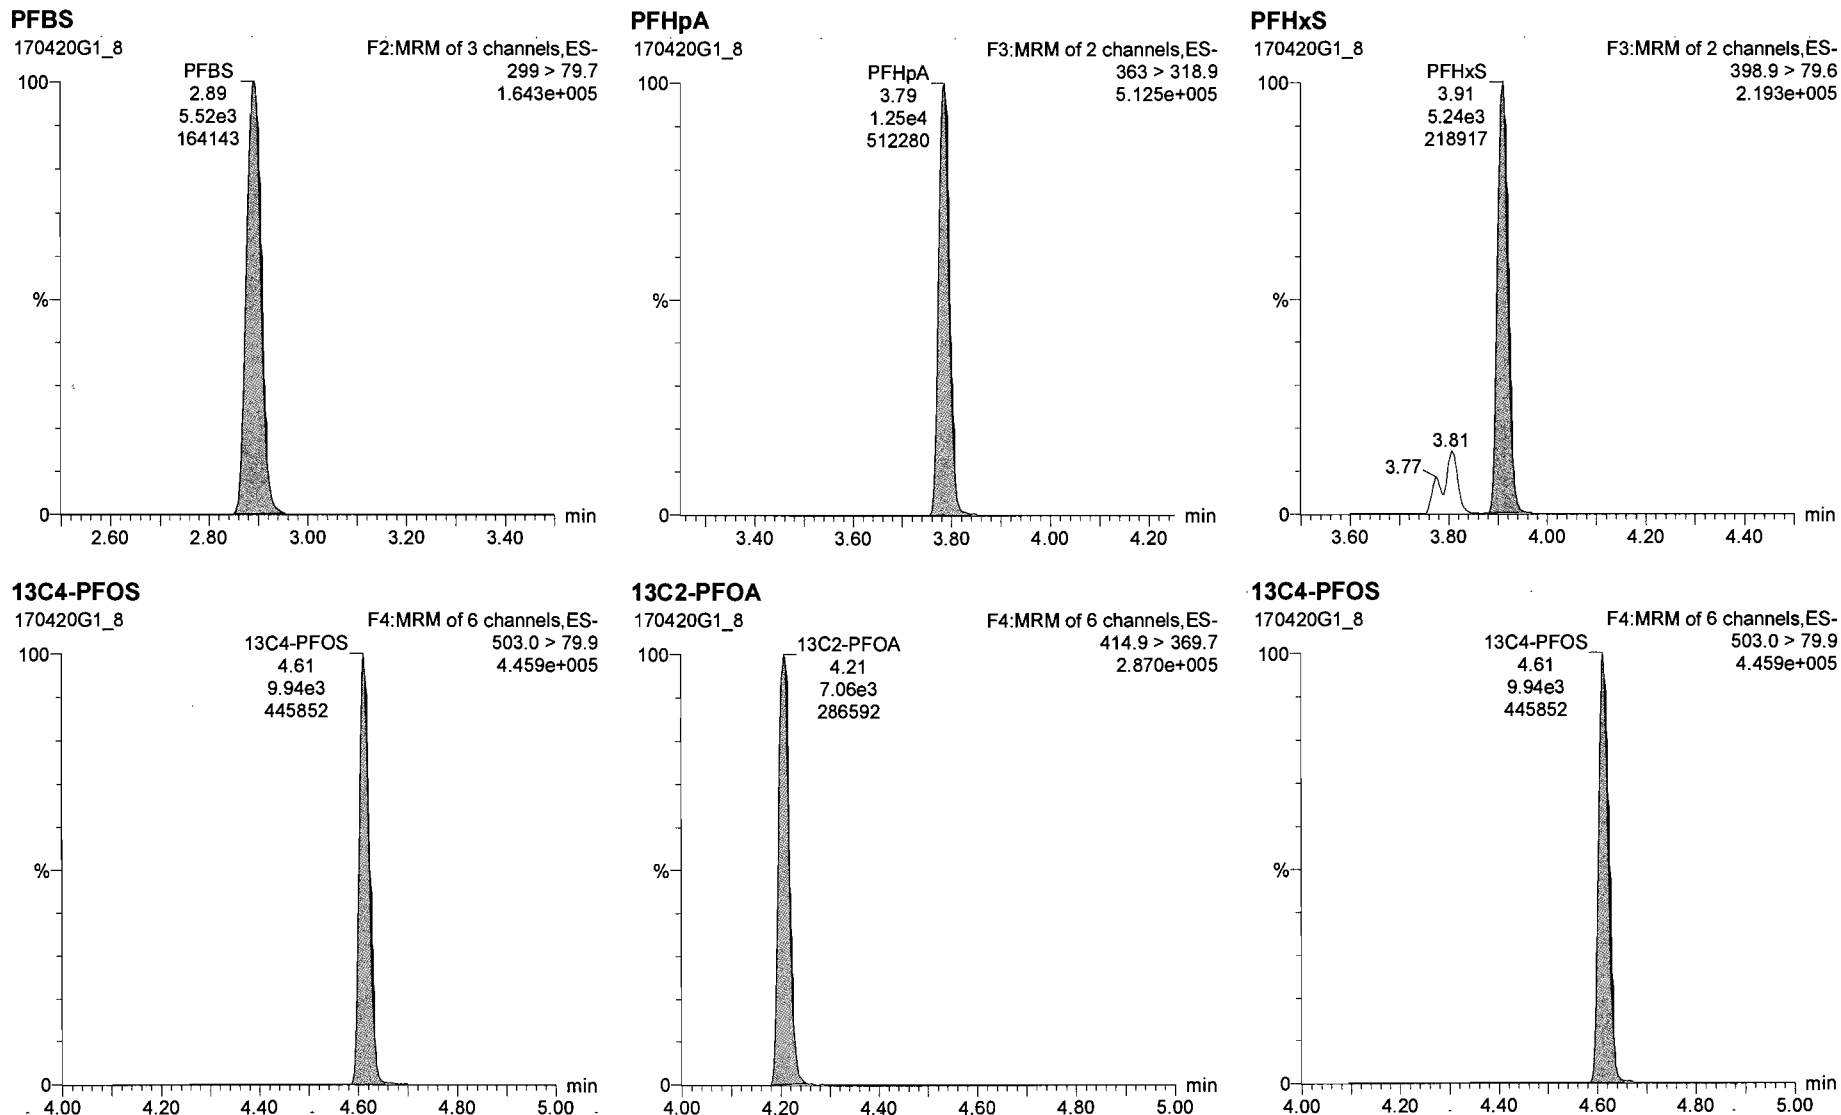 PFBS
170420G1_8
F2:MRM of 3 channels,ES-
299 > 79.7
1.643e+005
PFBS
2.89
5.52e3
164143
100
%
0
min
2.60 2.80 3.00 3.20 3.40
PFHpA
170420G1_8
F3:MRM of 2 channels,ES-
363 > 318.9
5.125e+005
PFHpA
3.79
1.25e4
512280
100
%
0
min
3.40 3.60 3.80 4.00 4.20
PFHxS
170420G1_8
F3:MRM of 2 channels,ES-
398.9 > 79.6
2.193e+005
PFHxS
3.91
5.24e3
218917
100
%
3.81
3.77
0
min
3.60 3.80 4.00 4.20 4.40
13C4-PFOS
170420G1_8
F4:MRM of 6 channels,ES-
503.0 > 79.9
4.459e+005
13C4-PFOS
4.61
9.94e3
445852
100
%
0
min
4.00 4.20 4.40 4.60 4.80 5.00
13C2-PFOA
170420G1_8
F4:MRM of 6 channels,ES-
414.9 > 369.7
2.870e+005
13C2-PFOA
4.21
7.06e3
286592
100
%
0
min
4.00 4.20 4.40 4.60 4.80 5.00
13C4-PFOS
170420G1_8
F4:MRM of 6 channels,ES-
503.0 > 79.9
4.459e+005
13C4-PFOS
4.61
9.94e3
445852
100
%
0
min
4.00 4.20 4.40 4.60 4.80 5.00